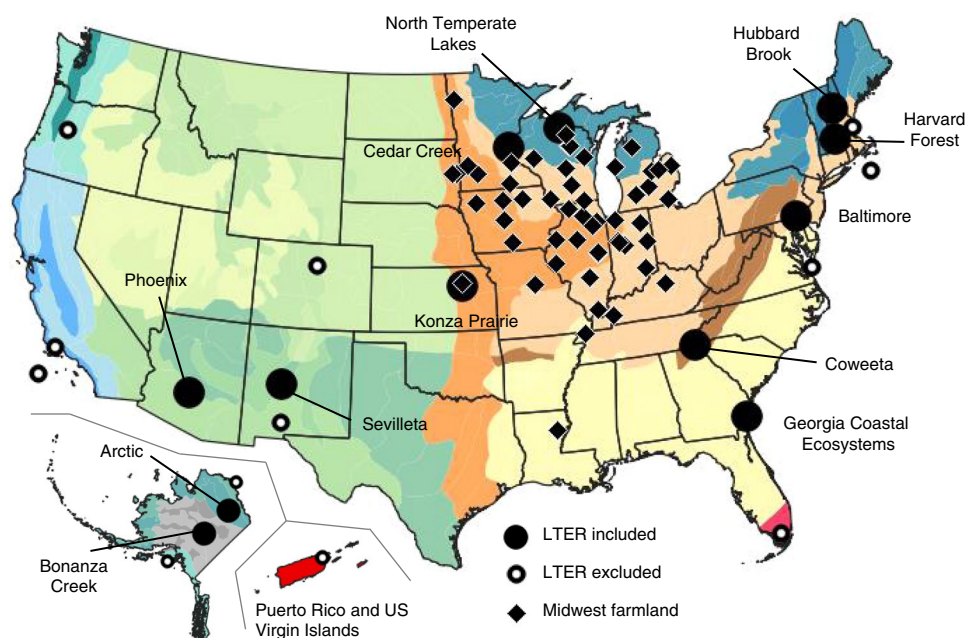 North Temperate
Lakes
Hubbard
Brook
Harvard
Forest
Cedar Creek
Baltimore
Phoenix
Konza Prairie
Coweeta
Sevilleta
Georgia Coastal
Ecosystems
Arctic
Bonanza
Creek
Puerto Rico and US
Virgin Islands
LTER included
LTER excluded
Midwest farmland